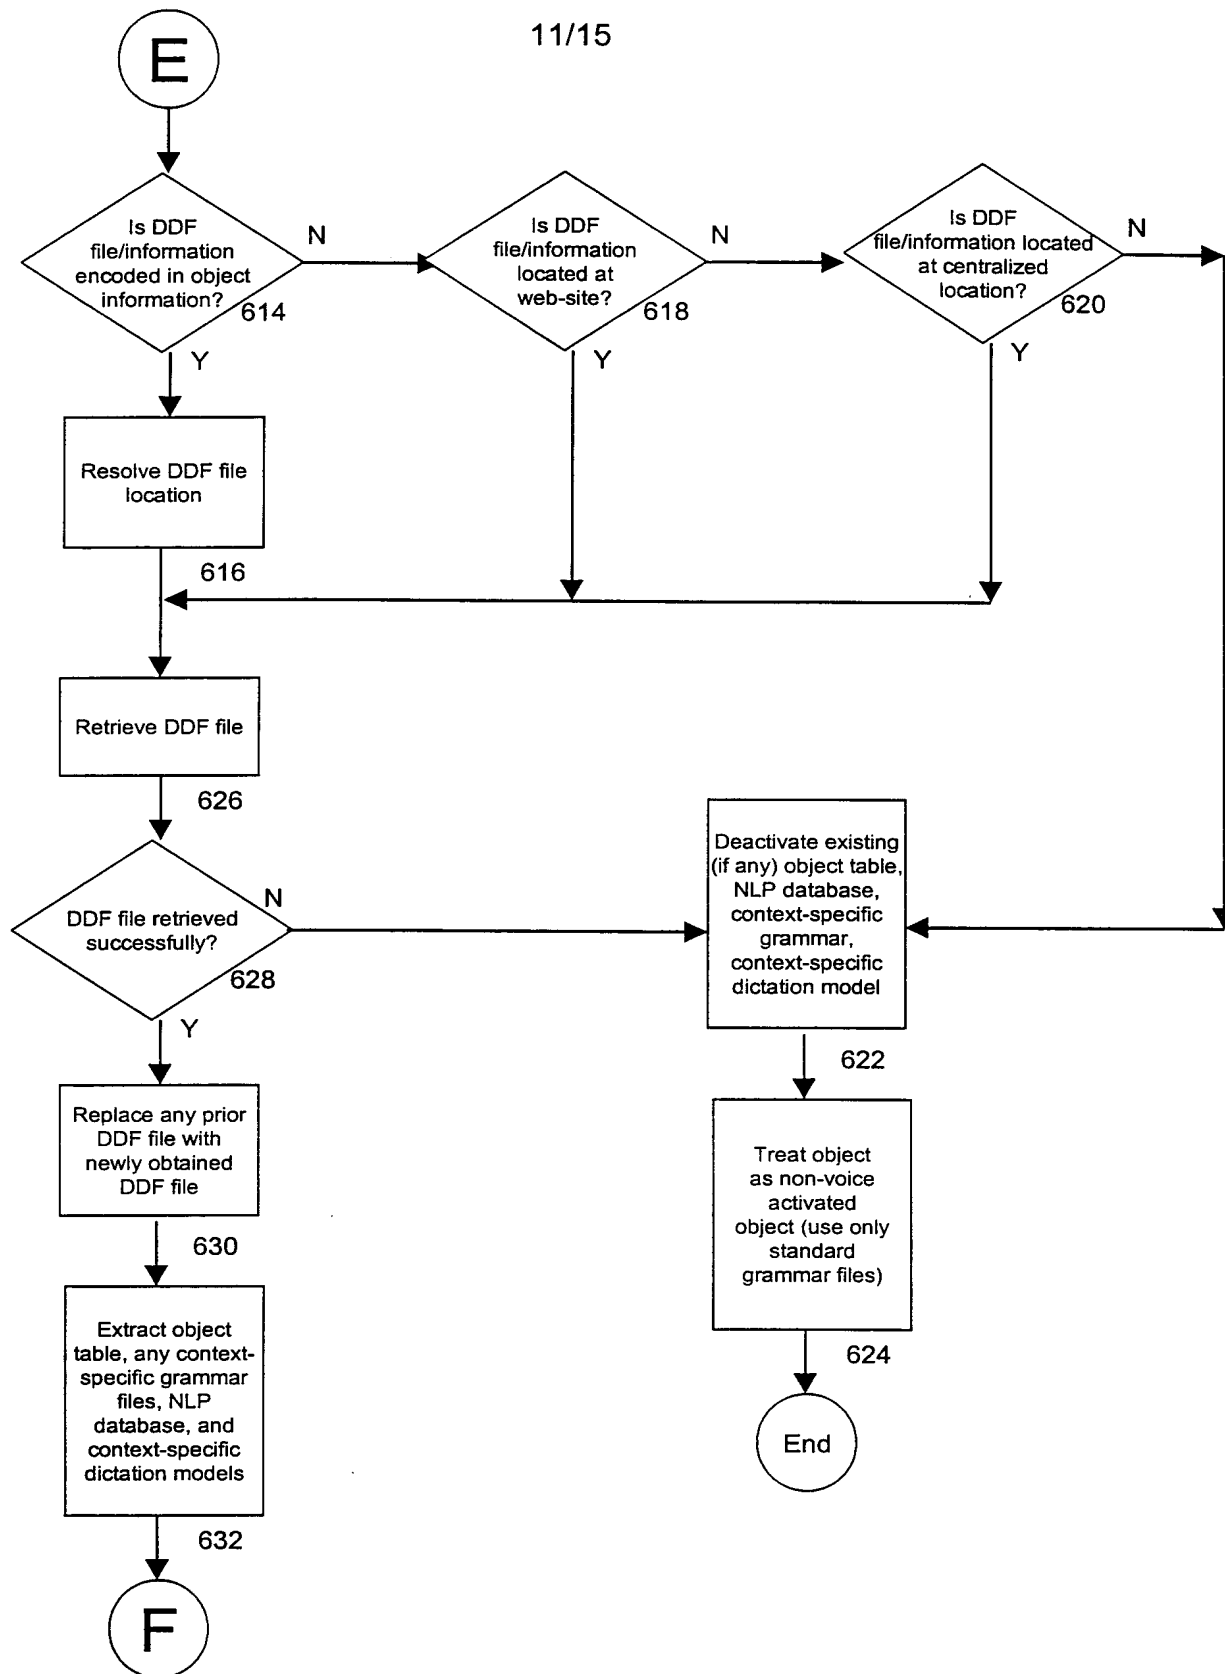 11/15
E
Is DDF
file/information
encoded in object
information?
614
N
Y
Is DDF
file/information
located at
web-site?
618
N
Y
Is DDF
file/information located
at centralized
location?
620
N
Y
Resolve DDF file
location
616
Retrieve DDF file
626
DDF file retrieved
successfully?
628
N
Y
Deactivate existing
(if any) object table,
NLP database,
context-specific
grammar,
context-specific
dictation model
622
Replace any prior
DDF file with
newly obtained
DDF file
630
Treat object
as non-voice
activated
object (use only
standard
grammar files)
624
Extract object
table, any context-
specific grammar
files, NLP
database, and
context-specific
dictation models
632
End
F